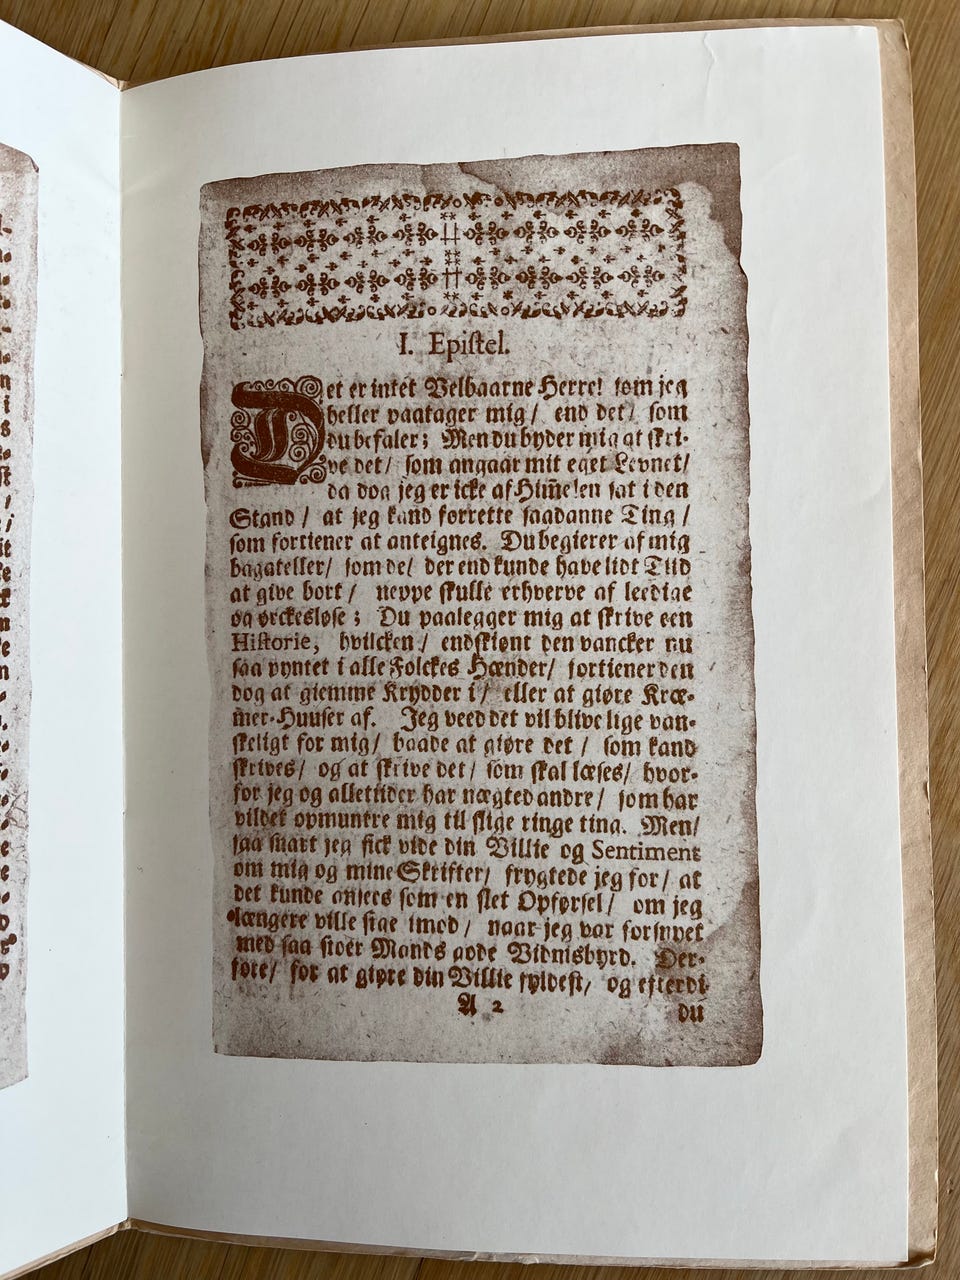 I. Epistel.
Det er intet Velbaarne Herre! som jeg
heller paatager mig / end det / som
du befaler; Men du byder mig at skri-
ve det / som angaar mit eget Levnet /
da dog jeg er icke af Him̄elen sat i den
Stand / at jeg kand forrette saadanne Ting /
som fortiener at anteignes. Du begierer af mig
bagateller / som de / der end kunde have lidt Tiid
at give bort / neppe skulle erhverve af leedige
og ørckesløse; Du paalegger mig at skrive een
Historie, hvilcken / endskiønt den vancker nu
saa pyntet i alle Folckes Hænder / fortiener den
dog at giemme Krydder i / eller at giøre Kræ-
mer-Huuser af. Jeg veed det vil blive lige van-
skeligt for mig / baade at giøre det / som kand
skrives / og at skrive det / som skal læses / hvor-
for jeg og allettider har nægted andre / som har
vildet opmuntre mig til slige ringe ting. Men /
saa snart jeg fick vide din Villie og Sentiment
om mig og mine Skrifter / frygtede jeg for / at
det kunde ansees som en slet Opførsel / om jeg
længere ville stae imod / naar jeg var forsynet
med saa stoer Mands gode Vidnisbyrd. Der-
fore / for at giøre din Villie fyldest / og efterdi
A 2
du